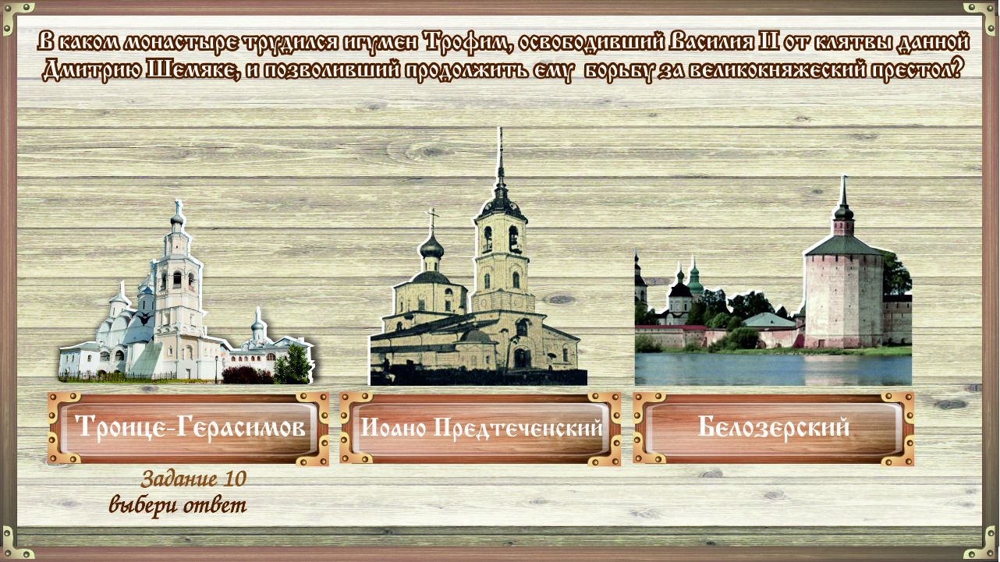 В каком монастыре трудился игумен Трофим, освободивший Василия II от клятвы данной
Дмитрию Шемяке, и позволивший продолжить ему борьбу за великокняжеский престол?
Троице-Герасимов
Иоано Предтеченский
Белозерский
Задание 10
выбери ответ